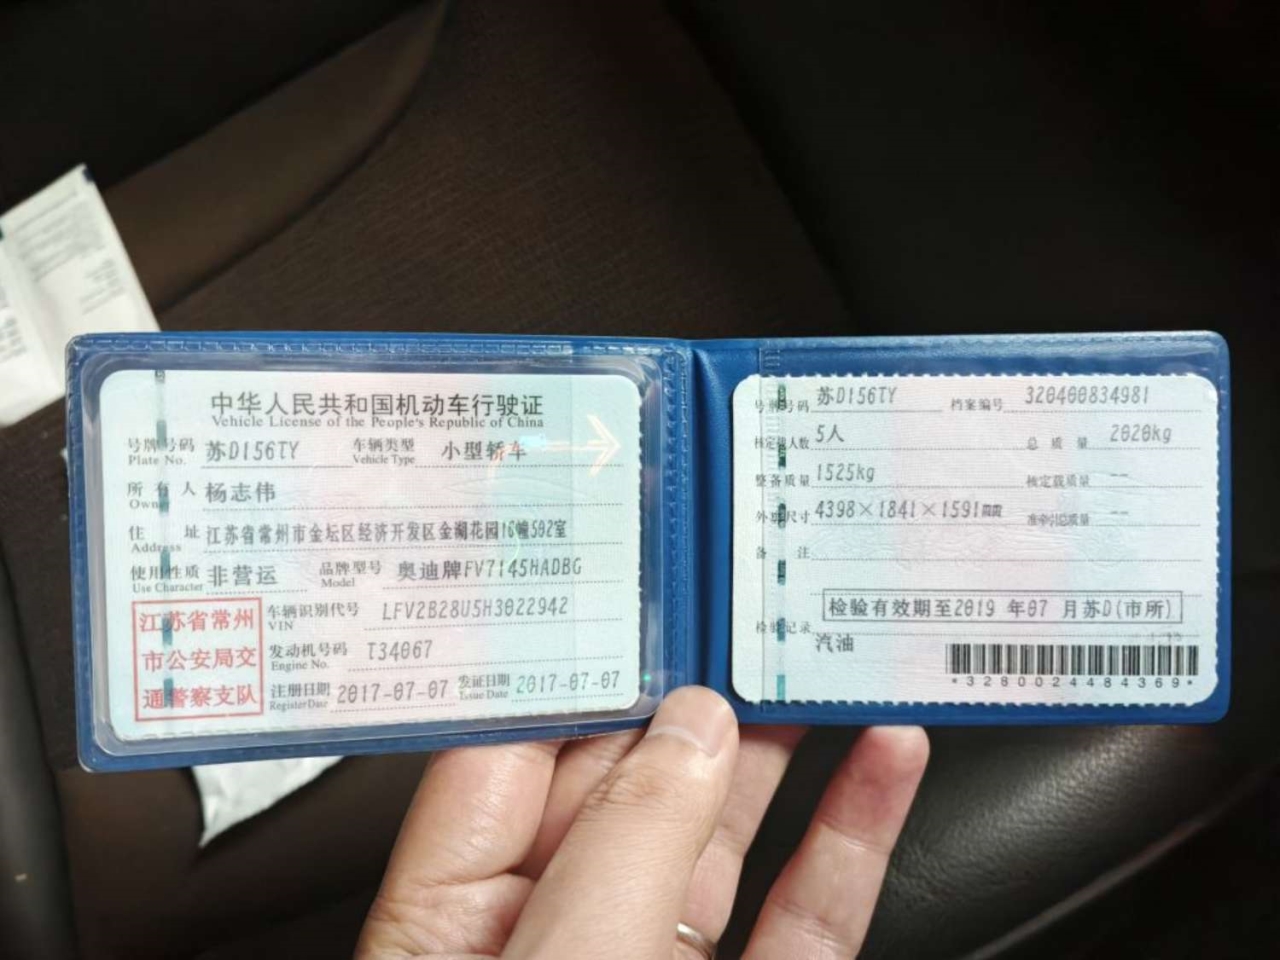 中华人民共和国机动车行驶证
Vehicle License of the People's Republic of China
号牌号码 苏D156TY 车辆类型 小型轿车
Plate No. Vehicle Type
所有人 杨志伟
Owner
住址 江苏省常州市金坛区经济开发区金湖花园16幢502室
Address
使用性质 非营运 品牌型号 奥迪牌FV7145HADBG
Use Character Model
江苏省常州
市公安局交
通警察支队
车辆识别代号 LFV2B28U5H3022942
VIN
发动机号码 T34067
Engine No.
注册日期 2017-07-07 发证日期 2017-07-07
Register Date Issue Date
号牌号码 苏D156TY 档案编号 320400834981
核定载人数 5人 总质量 2020kg
整备质量 1525kg 核定载质量 --
外廓尺寸 4398×1841×1591 准牵引总质量 --
备注
检验有效期至2019 年07 月苏D(市所)
检验记录
汽油
*3280024484369*